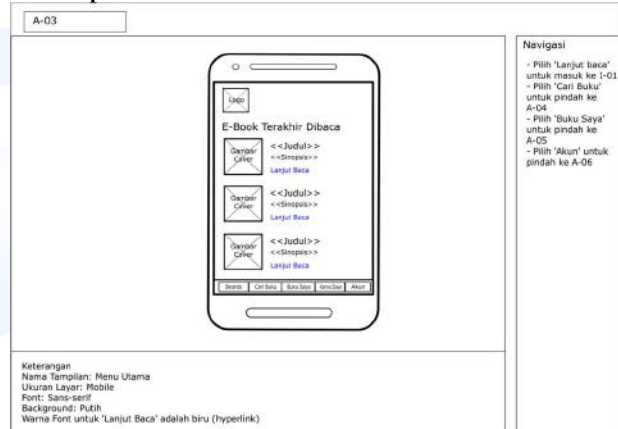 A-03
Logo
E-Book Terakhir Dibaca
Gambar Cover
<<Judul>>
<<Sinopsis>>
Lanjut Baca
Gambar Cover
<<Judul>>
<<Sinopsis>>
Lanjut Baca
Gambar Cover
<<Judul>>
<<Sinopsis>>
Lanjut Baca
Beranda Cari Buku Buku Saya Karya Saya Akun
Navigasi
- Pilih 'Lanjut baca'
untuk masuk ke I-01
- Pilih 'Cari Buku'
untuk pindah ke
A-04
- Pilih 'Buku Saya'
untuk pindah ke
A-05
- Pilih 'Akun' untuk
pindah ke A-06
Keterangan
Nama Tampilan: Menu Utama
Ukuran Layar: Mobile
Font: Sans-serif
Background: Putih
Warna Font untuk 'Lanjut Baca' adalah biru (hyperlink)